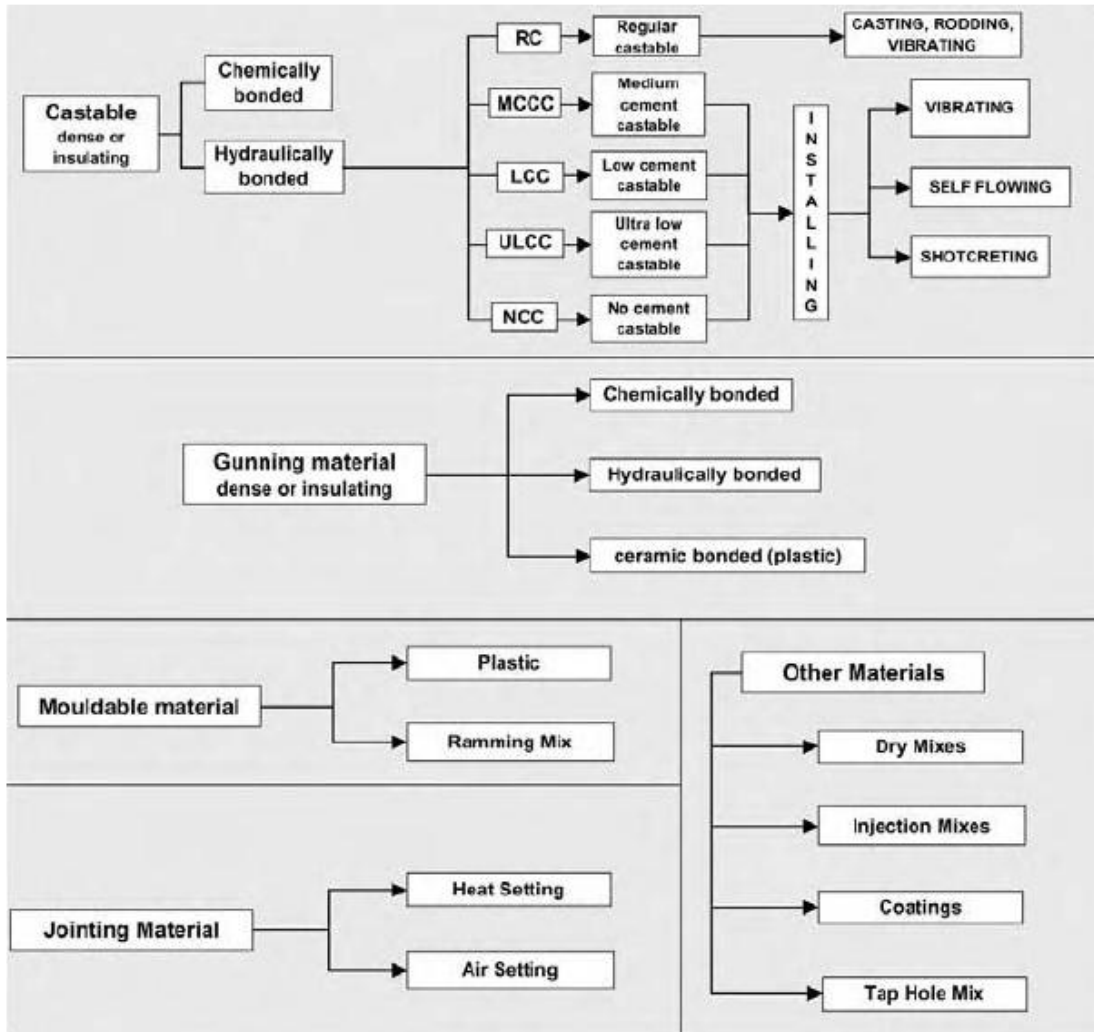 RC
Regular
castable
CASTING, RODDING,
VIBRATING
Chemically
bonded
Castable
dense or
insulating
Hydraulically
bonded
MCCC
Medium
cement
castable
LCC
Low cement
castable
ULCC
Ultra low
cement
castable
NCC
No cement
castable
INSTALLING
VIBRATING
SELF FLOWING
SHOTCRETING
Gunning material
dense or insulating
Chemically bonded
Hydraulically bonded
ceramic bonded (plastic)
Mouldable material
Plastic
Ramming Mix
Jointing Material
Heat Setting
Air Setting
Other Materials
Dry Mixes
Injection Mixes
Coatings
Tap Hole Mix